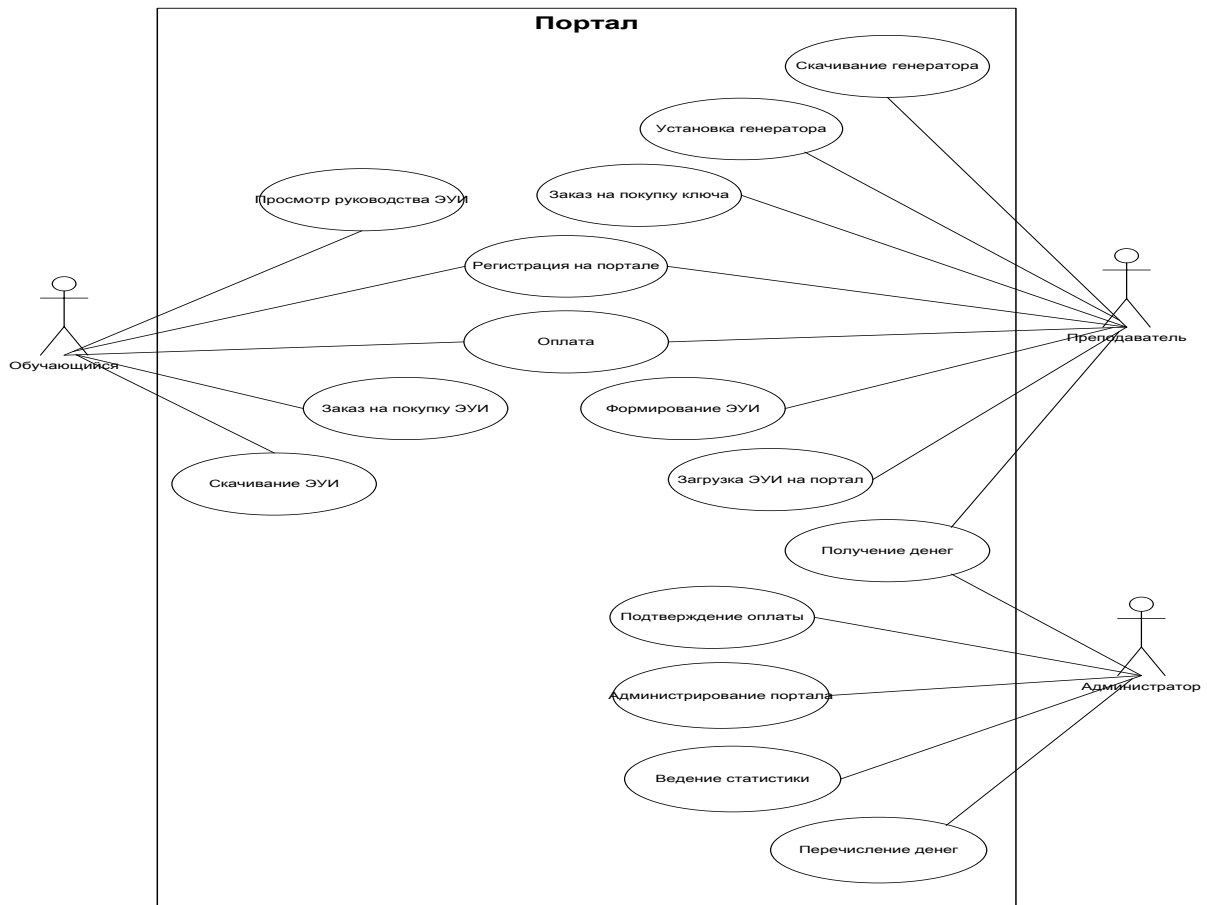 Портал
Скачивание генератора
Установка генератора
Заказ на покупку ключа
Просмотр руководства ЭУИ
Регистрация на портале
Оплата
Преподаватель
Обучающийся
Заказ на покупку ЭУИ
Формирование ЭУИ
Скачивание ЭУИ
Загрузка ЭУИ на портал
Получение денег
Подтверждение оплаты
Администрирование портала
Администратор
Ведение статистики
Перечисление денег